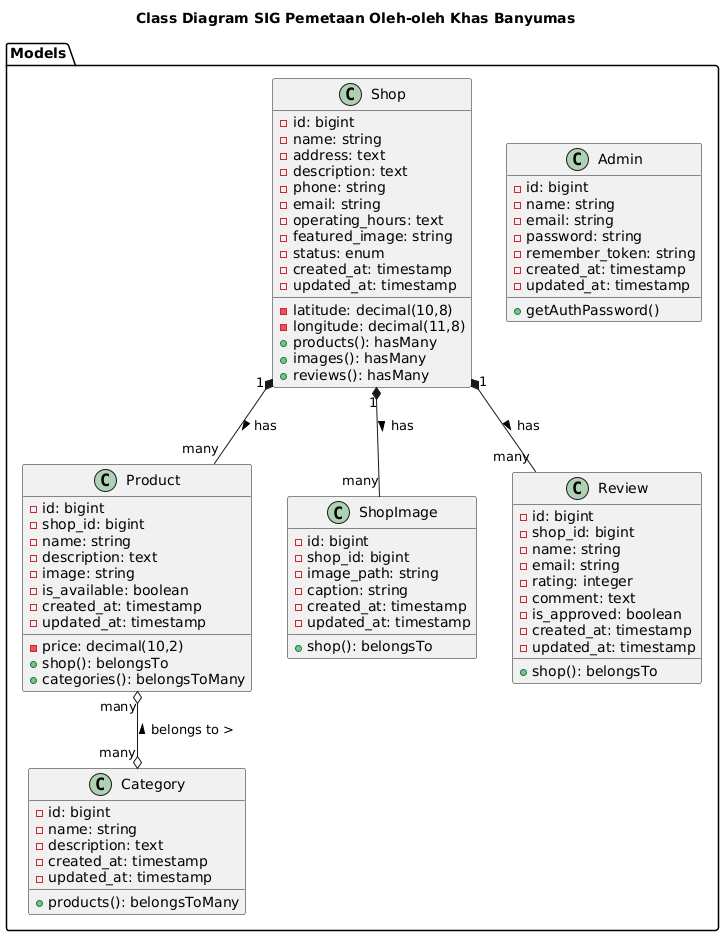 Class Diagram SIG Pemetaan Oleh-oleh Khas Banyumas
Models
C Shop
id: bigint
name: string
address: text
description: text
phone: string
email: string
operating_hours: text
featured_image: string
status: enum
created_at: timestamp
updated_at: timestamp
latitude: decimal(10,8)
longitude: decimal(11,8)
products(): hasMany
images(): hasMany
reviews(): hasMany
C Admin
id: bigint
name: string
email: string
password: string
remember_token: string
created_at: timestamp
updated_at: timestamp
getAuthPassword()
1
has
many
1
has
many
1
has
many
C Product
id: bigint
shop_id: bigint
name: string
description: text
image: string
is_available: boolean
created_at: timestamp
updated_at: timestamp
price: decimal(10,2)
shop(): belongsTo
categories(): belongsToMany
C ShopImage
id: bigint
shop_id: bigint
image_path: string
caption: string
created_at: timestamp
updated_at: timestamp
shop(): belongsTo
C Review
id: bigint
shop_id: bigint
name: string
email: string
rating: integer
comment: text
is_approved: boolean
created_at: timestamp
updated_at: timestamp
shop(): belongsTo
many
belongs to >
many
C Category
id: bigint
name: string
description: text
created_at: timestamp
updated_at: timestamp
products(): belongsToMany